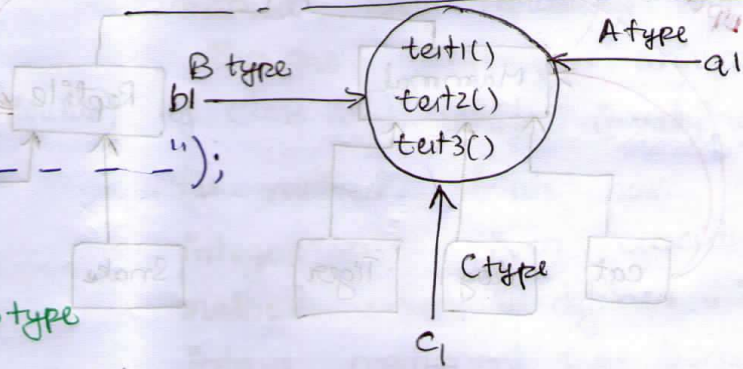 test1()
A type
a1
B type
b1
test2()
test3()
– – – – – ");
C type
type
C1